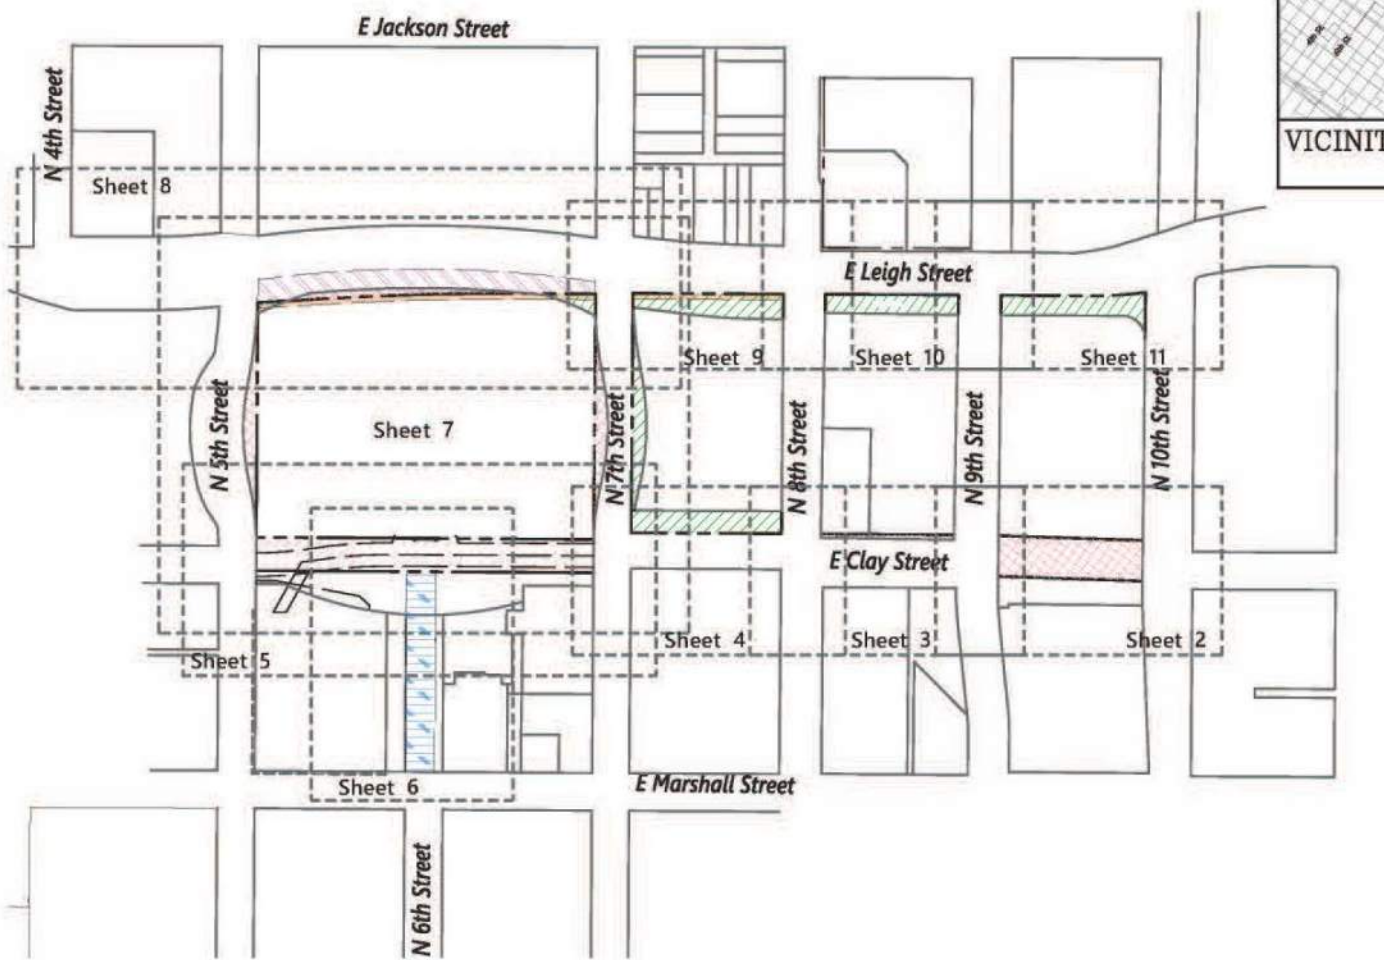 E Jackson Street
N 4th Street
4th St
VICINIT
Sheet 8
E Leigh Street
Sheet 9
Sheet 10
Sheet 11
N 5th Street
Sheet 7
N 7th Street
N 8th Street
N 9th Street
N 10th Street
E Clay Street
Sheet 5
Sheet 4
Sheet 3
Sheet 2
Sheet 6
E Marshall Street
N 6th Street